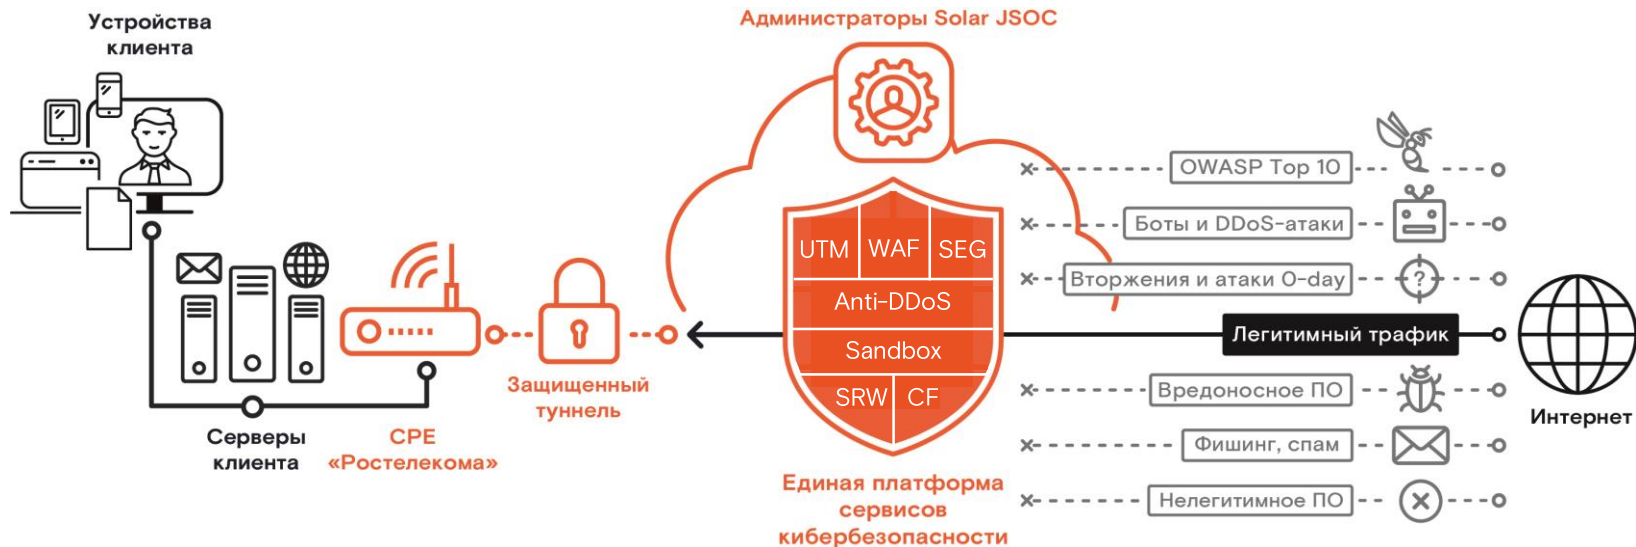 Администраторы Solar JSOC
Устройства
клиента
OWASP Top 10
Боты и DDoS-атаки
Вторжения и атаки 0-day
?
Легитимный трафик
Вредоносное ПО
Фишинг, спам
Нелегитимное ПО
Интернет
UTM
WAF
SEG
Anti-DDoS
Sandbox
SRW
CF
Защищенный
туннель
Серверы
клиента
CPE
«Ростелекома»
Единая платформа
сервисов
кибербезопасности